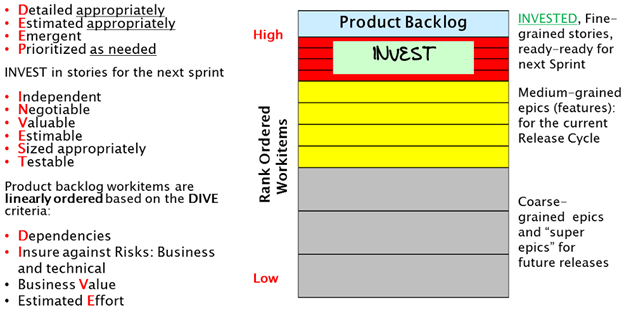 • Detailed appropriately
• Estimated appropriately
• Emergent
• Prioritized as needed
INVEST in stories for the next sprint
• Independent
• Negotiable
• Valuable
• Estimable
• Sized appropriately
• Testable
Product backlog workitems are
linearly ordered based on the DIVE
criteria:
• Dependencies
• Insure against Risks: Business
and technical
• Business Value
• Estimated Effort
High
Rank Ordered
Workitems
Low
Product Backlog
INVEST
INVESTED, Fine-
grained stories,
ready-ready for
next Sprint
Medium-grained
epics (features):
for the current
Release Cycle
Coarse-
grained epics
and “super
epics” for
future releases